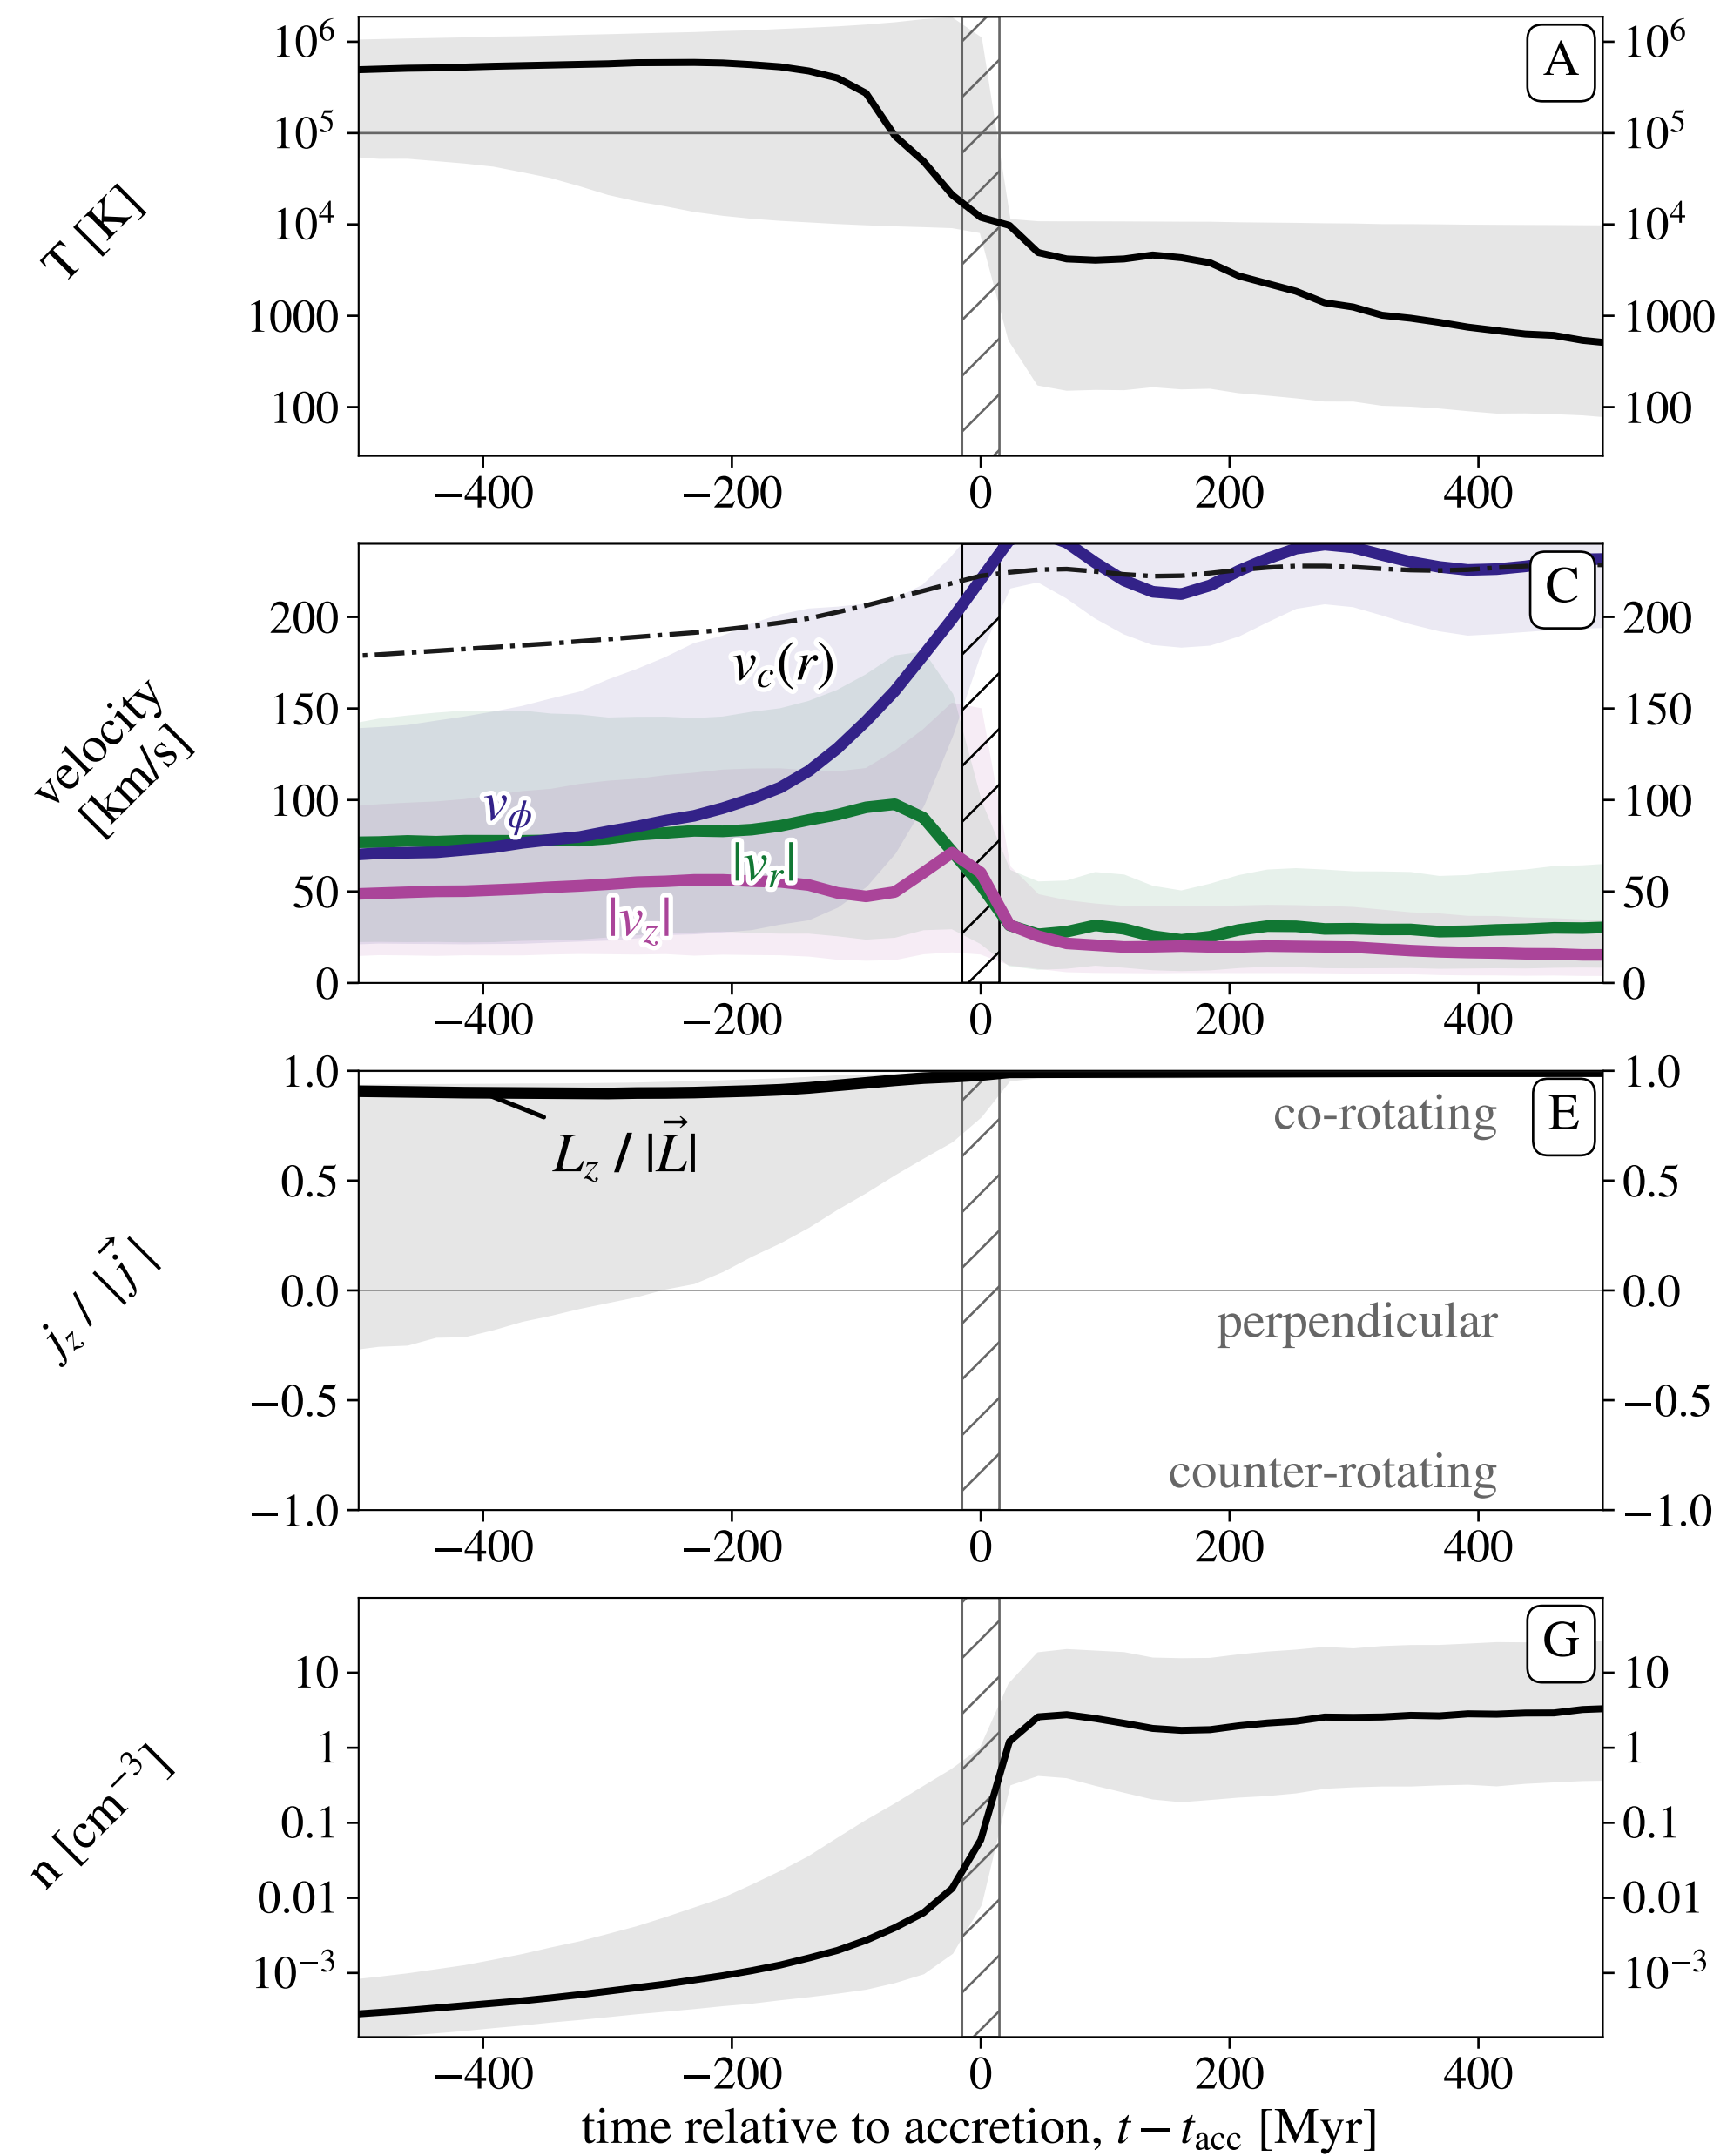 10⁶ A 10⁶
10⁵ 10⁵
T [K]
10⁴ 10⁴
1000 1000
100 100
−400 −200 0 200 400
C
200 200
v_c(r)
velocity
[km/s]
150 150
100 100
v_ϕ
|v_r|
50 50
|v_z|
0 0
−400 −200 0 200 400
1.0 1.0
co-rotating E
L_z / |L⃗|
0.5 0.5
j_z / |j⃗|
0.0 0.0
perpendicular
−0.5 −0.5
counter-rotating
−1.0 −1.0
−400 −200 0 200 400
G
10 10
1 1
n [cm⁻³]
0.1 0.1
0.01 0.01
10⁻³ 10⁻³
−400 −200 0 200 400
time relative to accretion, t − t_acc [Myr]